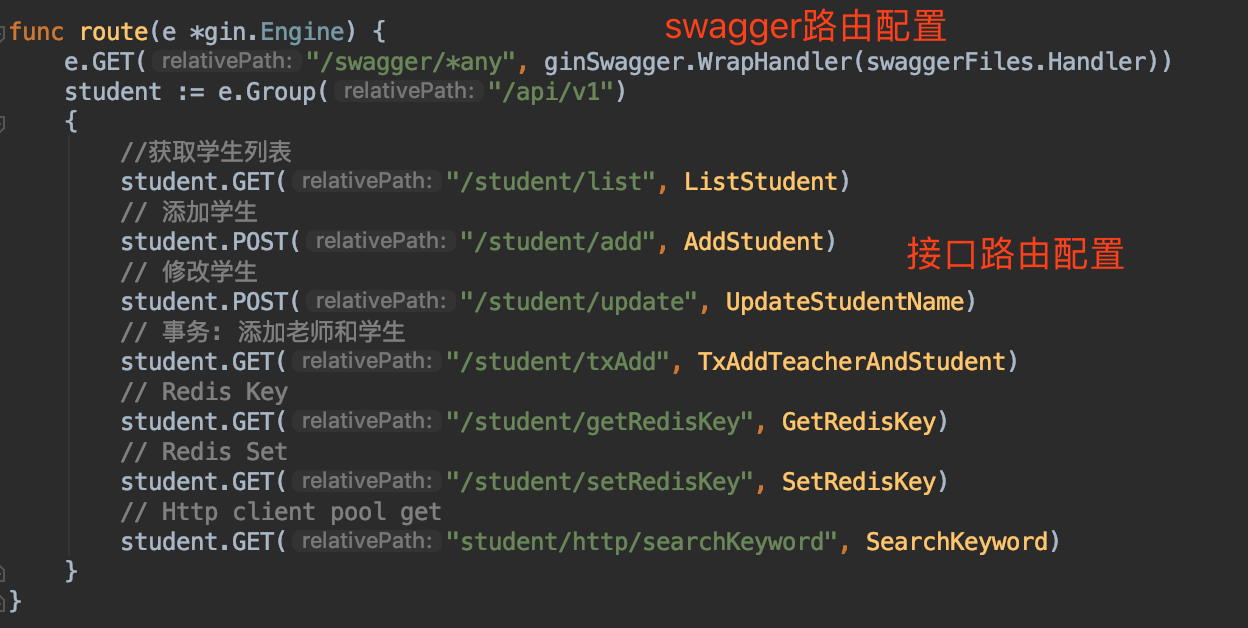 func route(e *gin.Engine) {
swagger路由配置
e.GET( relativePath: "/swagger/*any", ginSwagger.WrapHandler(swaggerFiles.Handler))
student := e.Group( relativePath: "/api/v1")
{
//获取学生列表
student.GET( relativePath: "/student/list", ListStudent)
// 添加学生
student.POST( relativePath: "/student/add", AddStudent)
接口路由配置
// 修改学生
student.POST( relativePath: "/student/update", UpdateStudentName)
// 事务: 添加老师和学生
student.GET( relativePath: "/student/txAdd", TxAddTeacherAndStudent)
// Redis Key
student.GET( relativePath: "/student/getRedisKey", GetRedisKey)
// Redis Set
student.GET( relativePath: "/student/setRedisKey", SetRedisKey)
// Http client pool get
student.GET( relativePath: "student/http/searchKeyword", SearchKeyword)
}
}